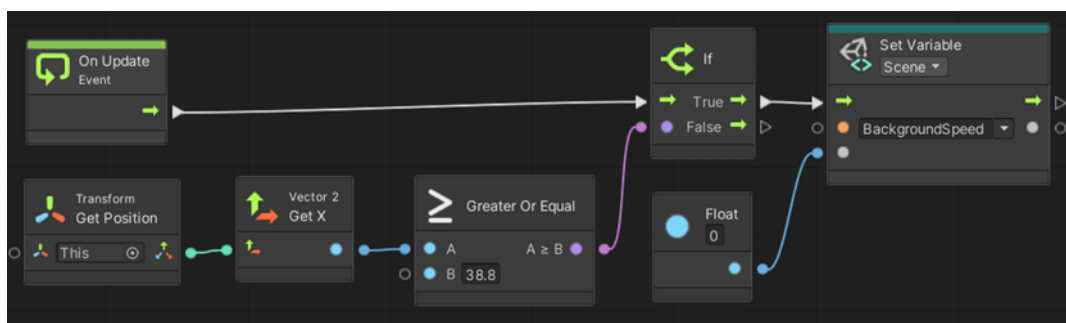 On Update
Event
If
True
False
Set Variable
Scene
BackgroundSpeed
Transform
Get Position
This
Vector 2
Get X
Greater Or Equal
A
A ≥ B
B 38.8
Float
0